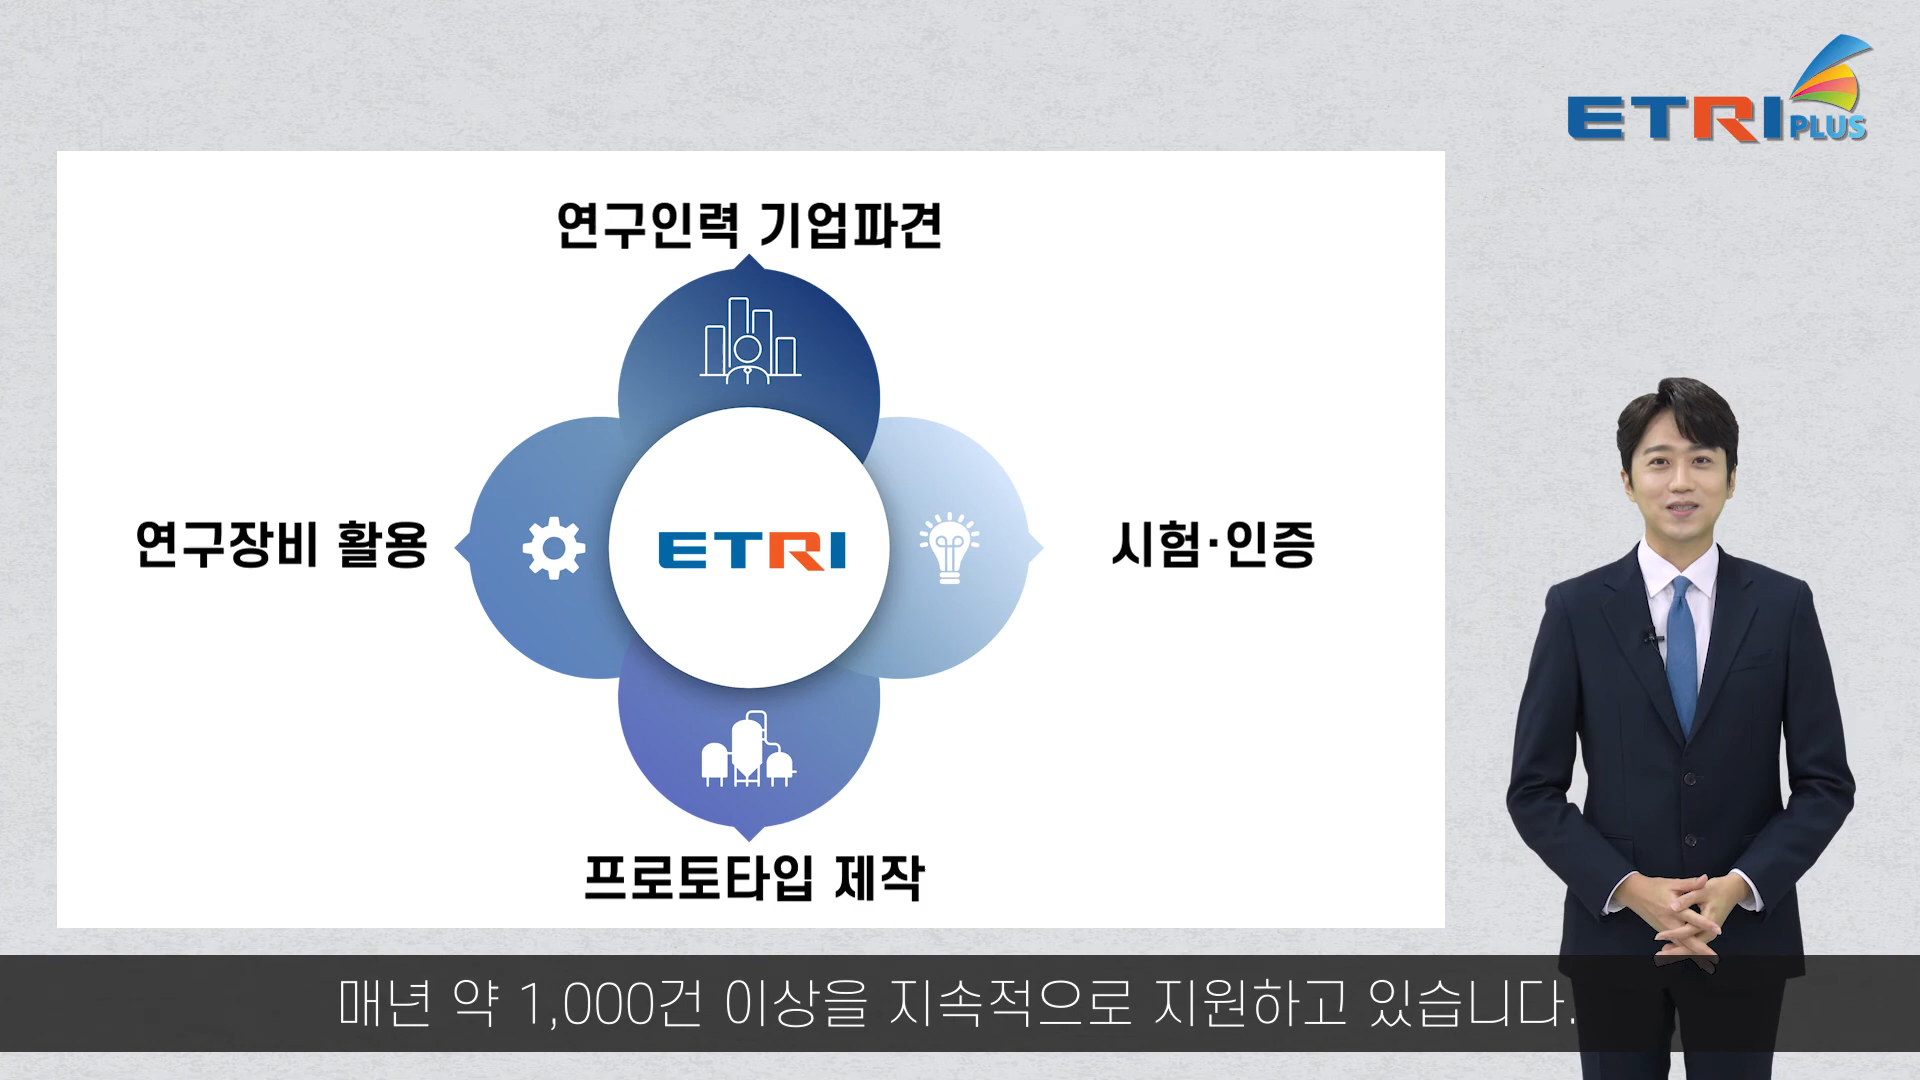 ETRI PLUS
연구인력 기업파견
연구장비 활용
ETRI
시험·인증
프로토타입 제작
매년 약 1,000건 이상을 지속적으로 지원하고 있습니다.